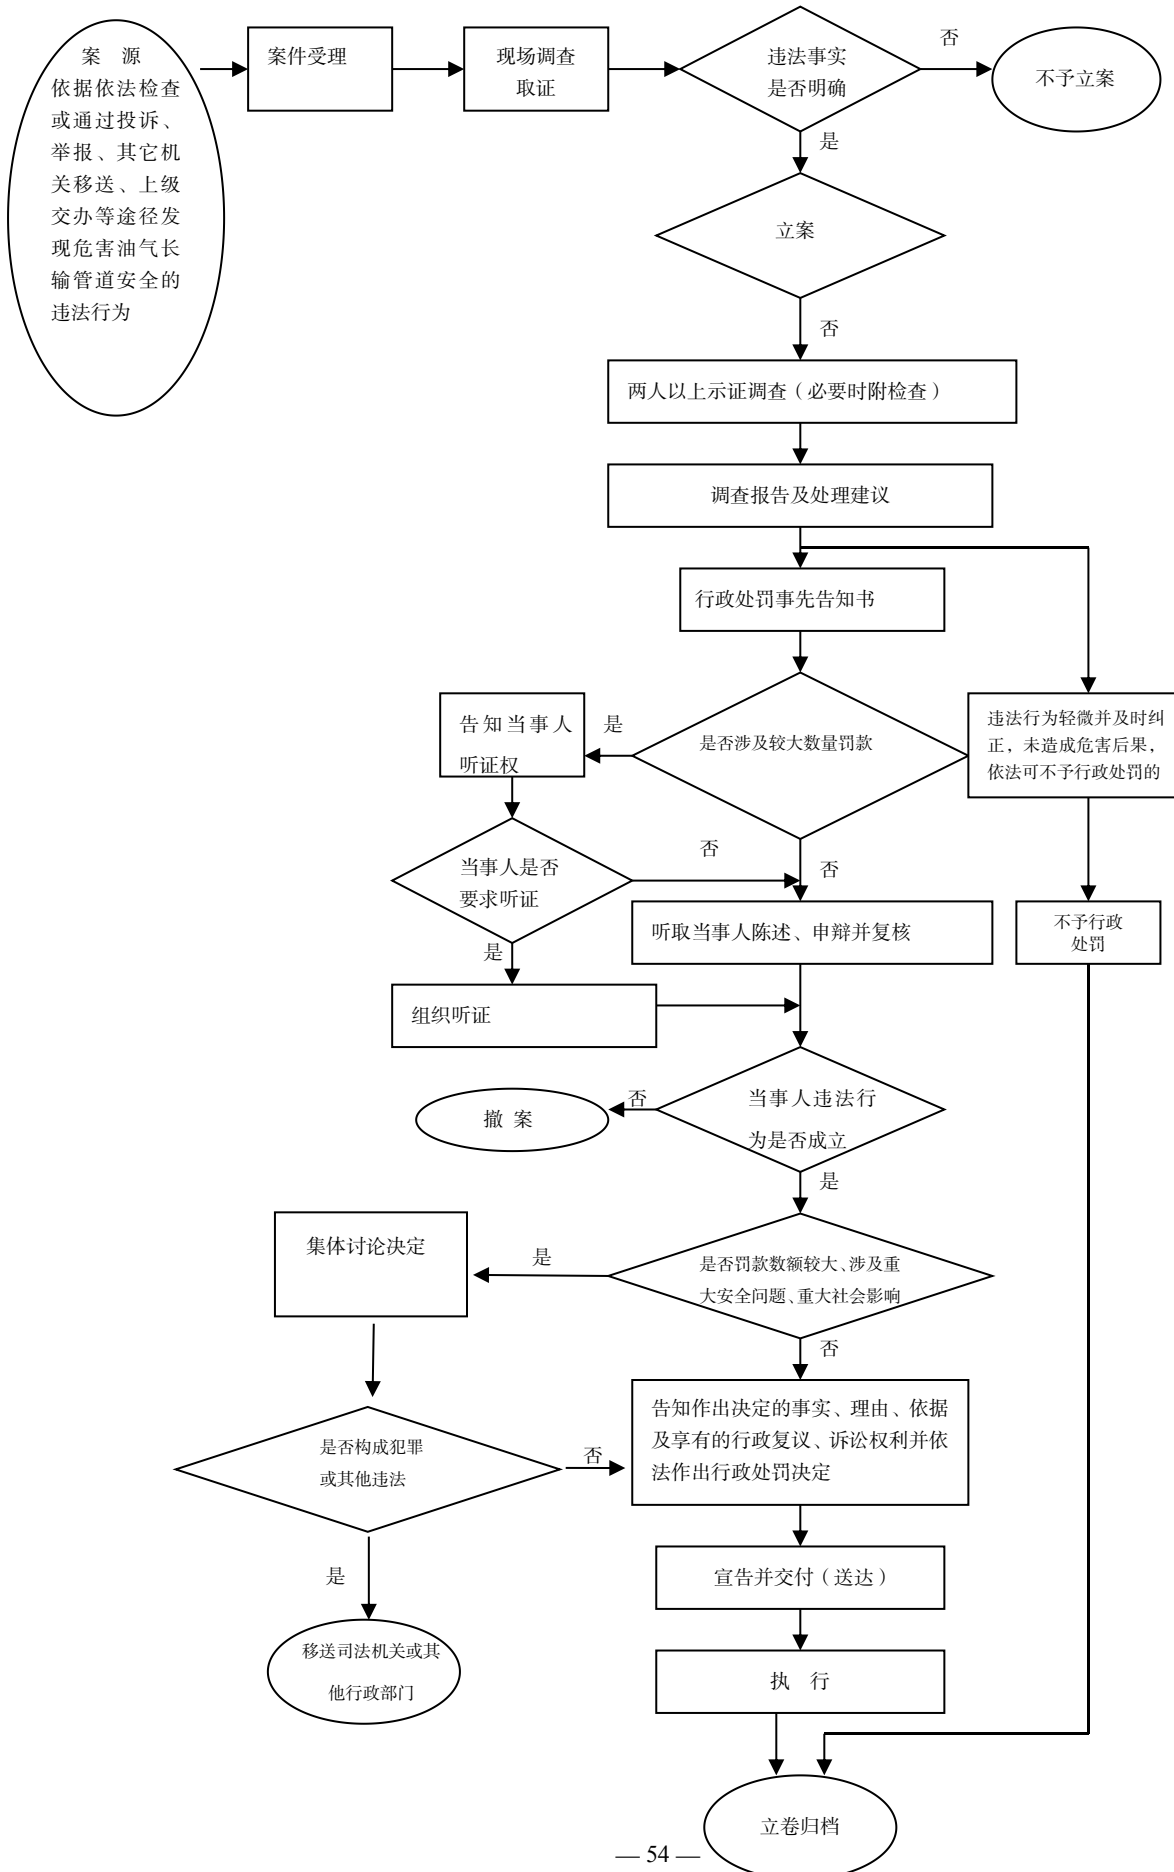 案 源
依据依法检查
或通过投诉、
举报、其它机
关移送、上级
交办等途径发
现危害油气长
输管道安全的
违法行为
案件受理
现场调查
取证
违法事实
是否明确
否
不予立案
是
立案
否
两人以上示证调查（必要时附检查）
调查报告及处理建议
行政处罚事先告知书
告知当事人
听证权
是
是否涉及较大数量罚款
违法行为轻微并及时纠
正，未造成危害后果，
依法可不予行政处罚的
当事人是否
要求听证
否
否
是
听取当事人陈述、申辩并复核
不予行政
处罚
组织听证
撤 案
否
当事人违法行
为是否成立
是
集体讨论决定
是
是否罚款数额较大、涉及重
大安全问题、重大社会影响
否
是否构成犯罪
或其他违法
否
告知作出决定的事实、理由、依据
及享有的行政复议、诉讼权利并依
法作出行政处罚决定
是
宣告并交付（送达）
移送司法机关或其
他行政部门
执 行
立卷归档
— 54 —